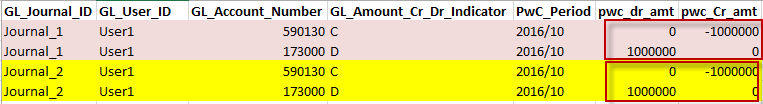 GL_Journal_ID GL_User_ID GL_Account_Number GL_Amount_Cr_Dr_Indicator PwC_Period pwc_dr_amt pwc_Cr_amt
Journal_1 User1 590130 C 2016/10 0 -1000000
Journal_1 User1 173000 D 2016/10 1000000 0
Journal_2 User1 590130 C 2016/10 0 -1000000
Journal_2 User1 173000 D 2016/10 1000000 0